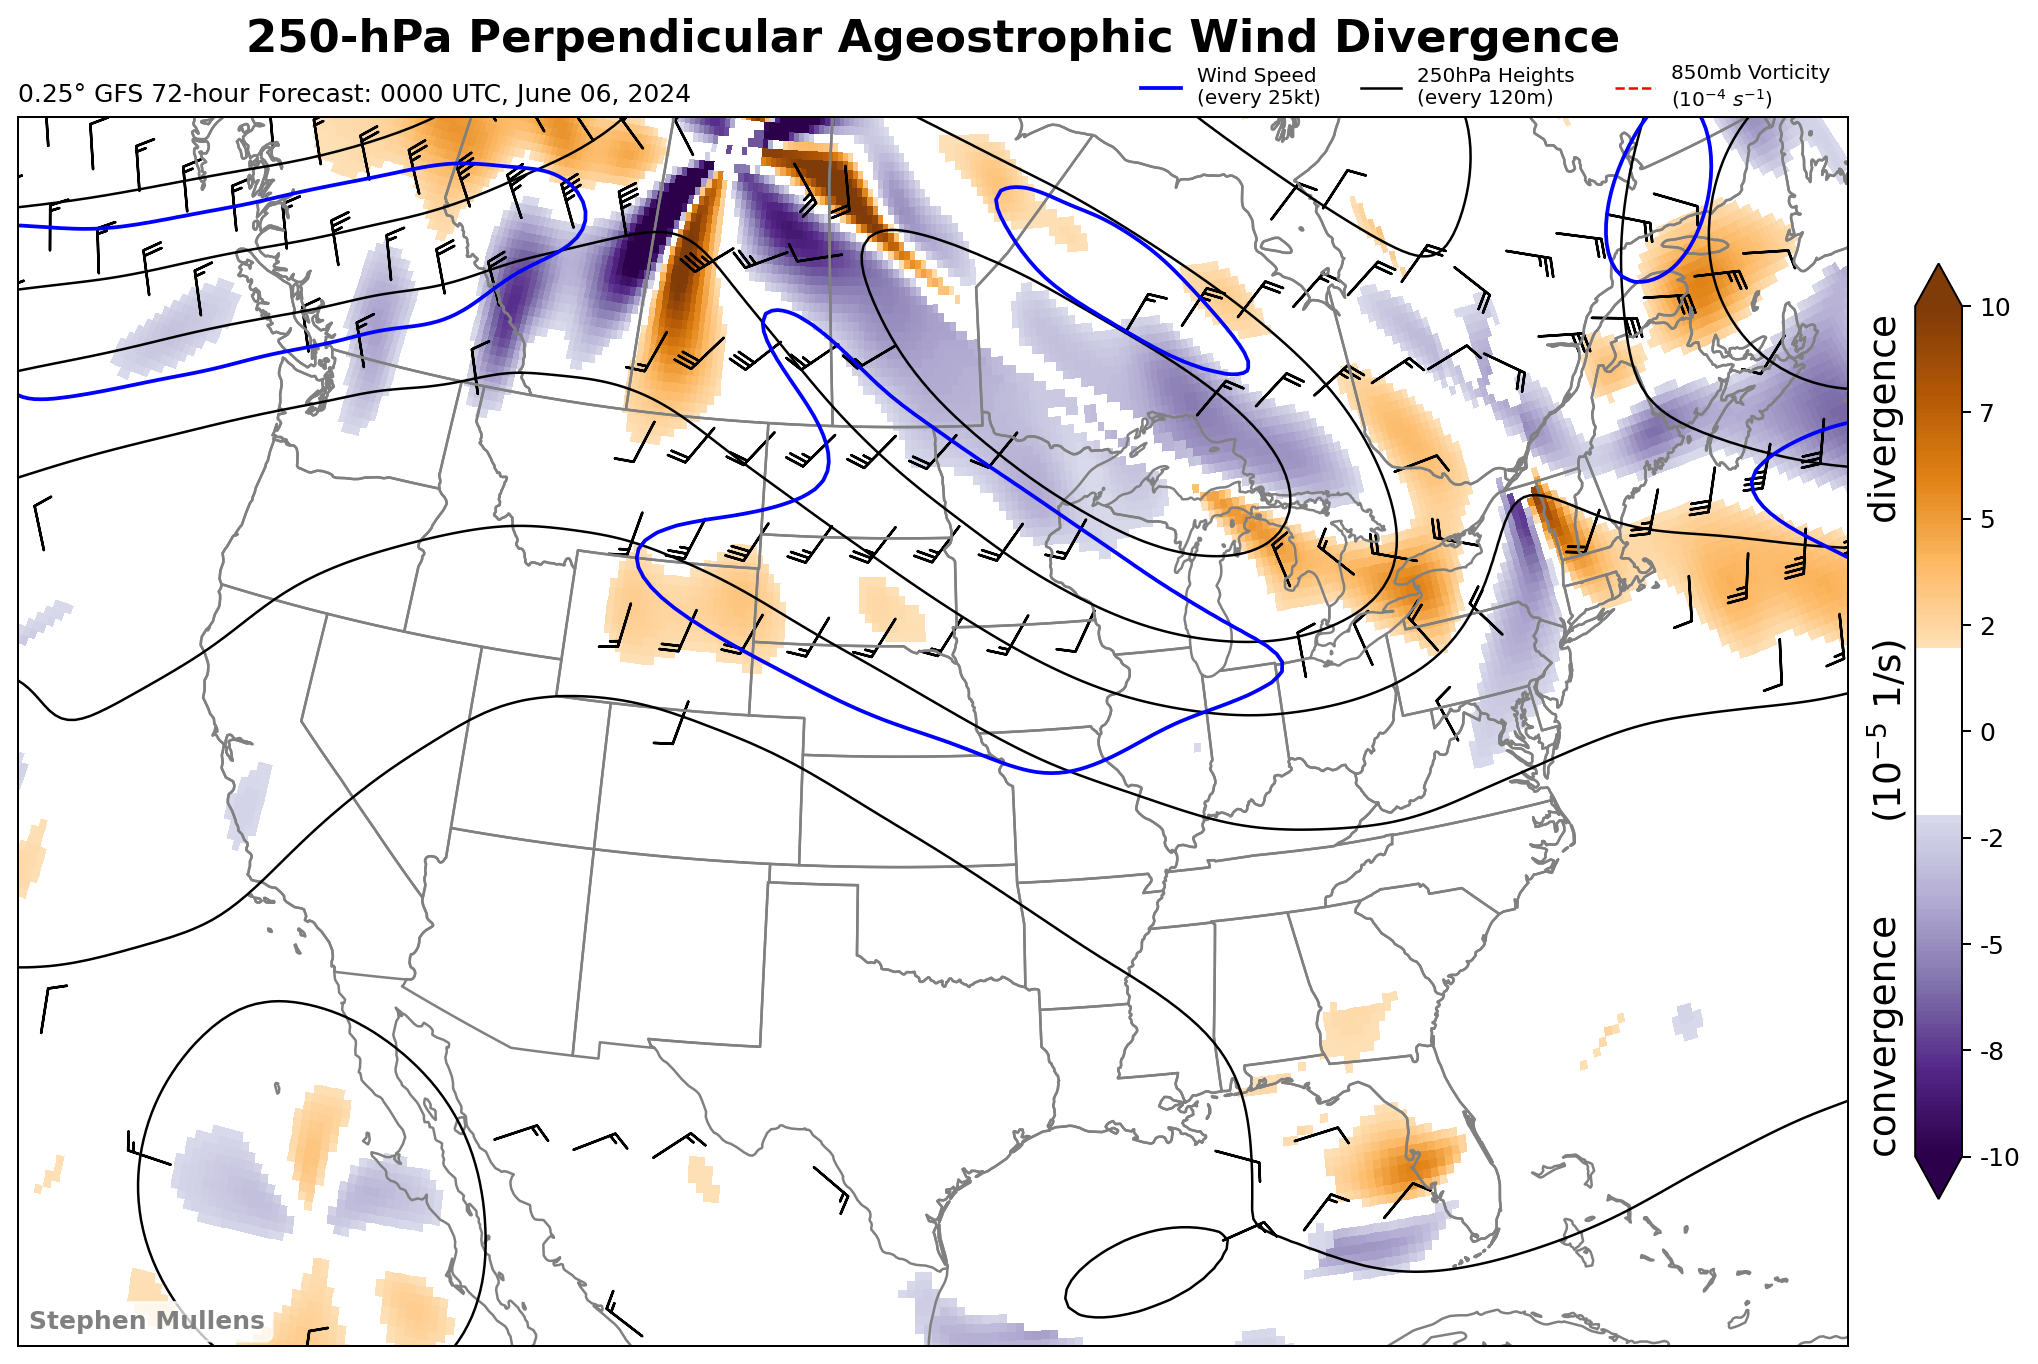 250-hPa Perpendicular Ageostrophic Wind Divergence
0.25° GFS 72-hour Forecast: 0000 UTC, June 06, 2024
Wind Speed
(every 25kt)
250hPa Heights
(every 120m)
850mb Vorticity
(10⁻⁴ s⁻¹)
10
7
5
2
0
-2
-5
-8
-10
convergence (10⁻⁵ 1/s) divergence
Stephen Mullens